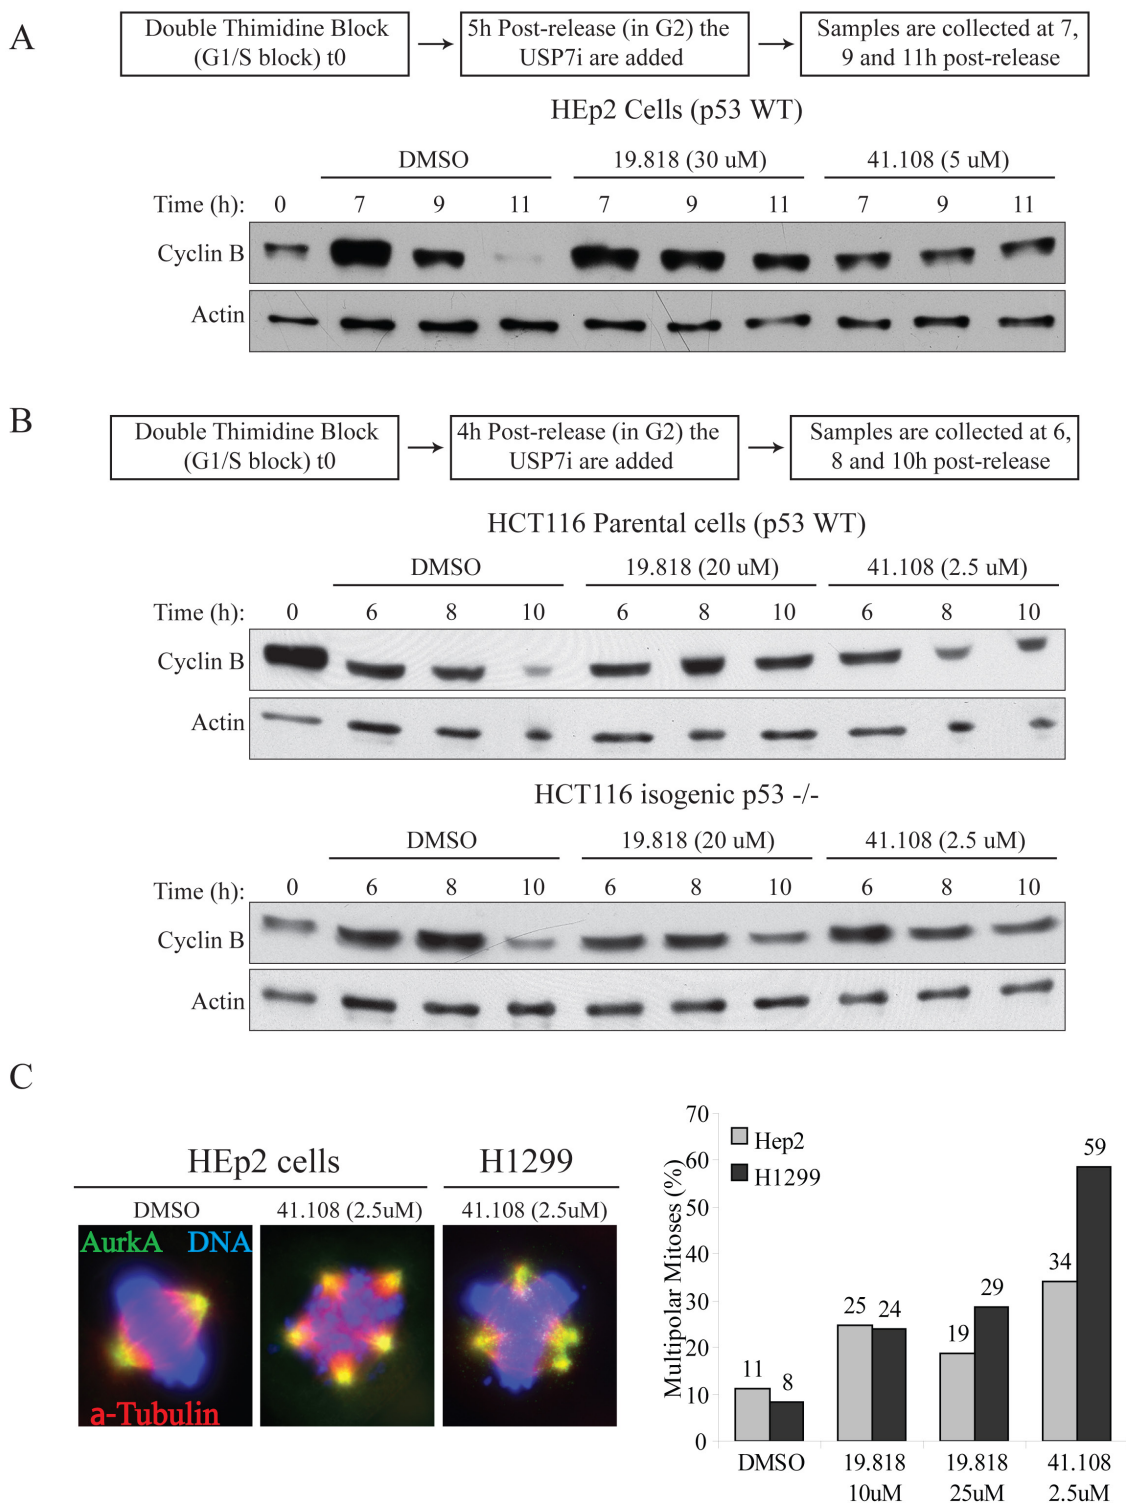 A
Double Thimidine Block
(G1/S block) t0
5h Post-release (in G2) the
USP7i are added
Samples are collected at 7,
9 and 11h post-release
HEp2 Cells (p53 WT)
DMSO 19.818 (30 uM) 41.108 (5 uM)
Time (h): 0 7 9 11 7 9 11 7 9 11
Cyclin B
Actin
B
Double Thimidine Block
(G1/S block) t0
4h Post-release (in G2) the
USP7i are added
Samples are collected at 6,
8 and 10h post-release
HCT116 Parental cells (p53 WT)
DMSO 19.818 (20 uM) 41.108 (2.5 uM)
Time (h): 0 6 8 10 6 8 10 6 8 10
Cyclin B
Actin
HCT116 isogenic p53 -/-
DMSO 19.818 (20 uM) 41.108 (2.5 uM)
Time (h): 0 6 8 10 6 8 10 6 8 10
Cyclin B
Actin
C
HEp2 cells H1299
DMSO 41.108 (2.5uM) 41.108 (2.5uM)
AurkA DNA
a-Tubulin
Multipolar Mitoses (%)
70
60
50
40
30
20
10
0
Hep2
H1299
11 8 25 24 19 29 34 59
DMSO 19.818 19.818 41.108
10uM 25uM 2.5uM